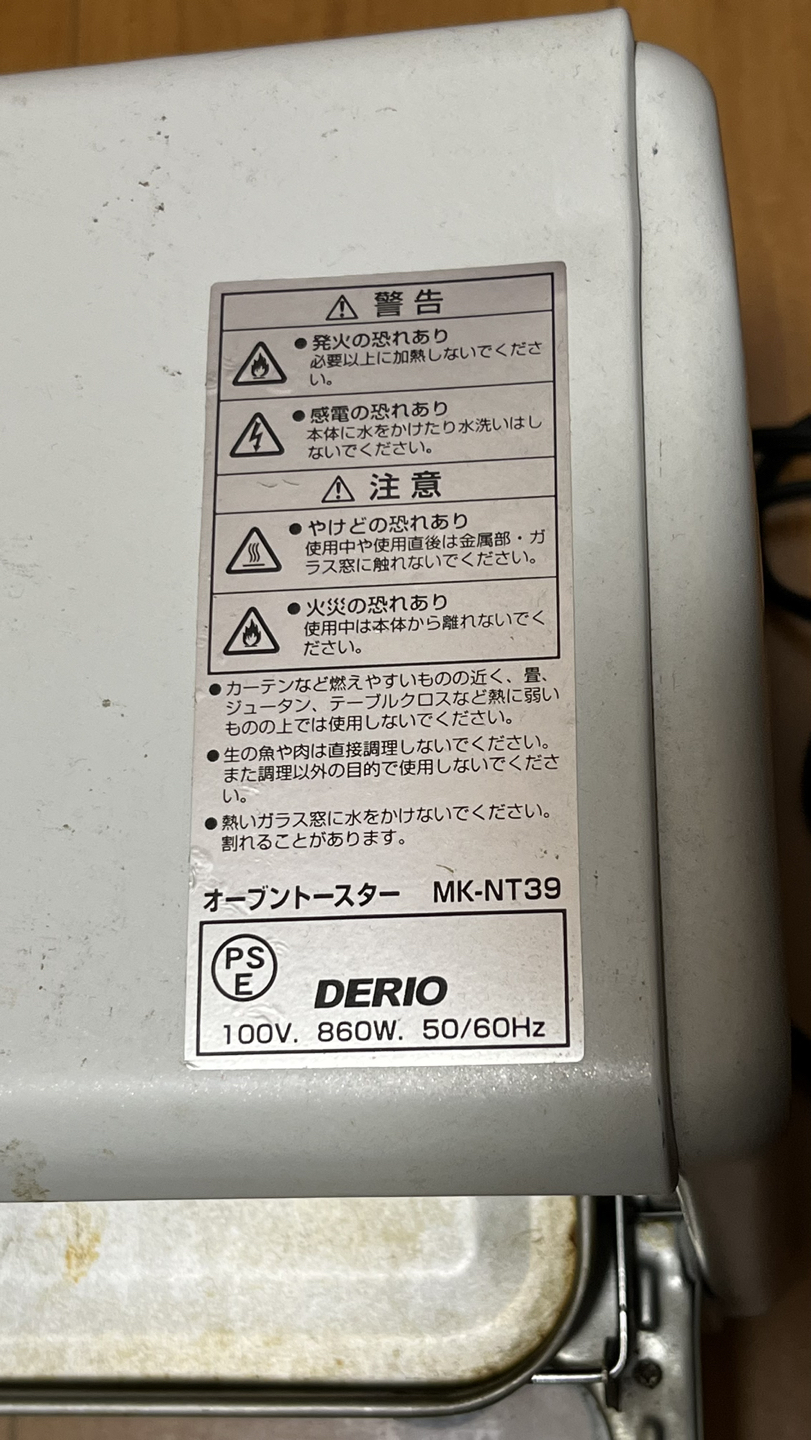 警告
●発火の恐れあり
必要以上に加熱しないでくださ
い。
●感電の恐れあり
本体に水をかけたり水洗いはし
ないでください。
注意
●やけどの恐れあり
使用中や使用直後は金属部・ガ
ラス窓に触れないでください。
●火災の恐れあり
使用中は本体から離れないでく
ださい。
●カーテンなど燃えやすいものの近く、畳、
ジュータン、テーブルクロスなど熱に弱い
ものの上では使用しないでください。
●生の魚や肉は直接調理しないでください。
また調理以外の目的で使用しないでくださ
い。
●熱いガラス窓に水をかけないでください。
割れることがあります。
オーブントースター MK-NT39
PS
E
DERIO
100V. 860W. 50/60Hz